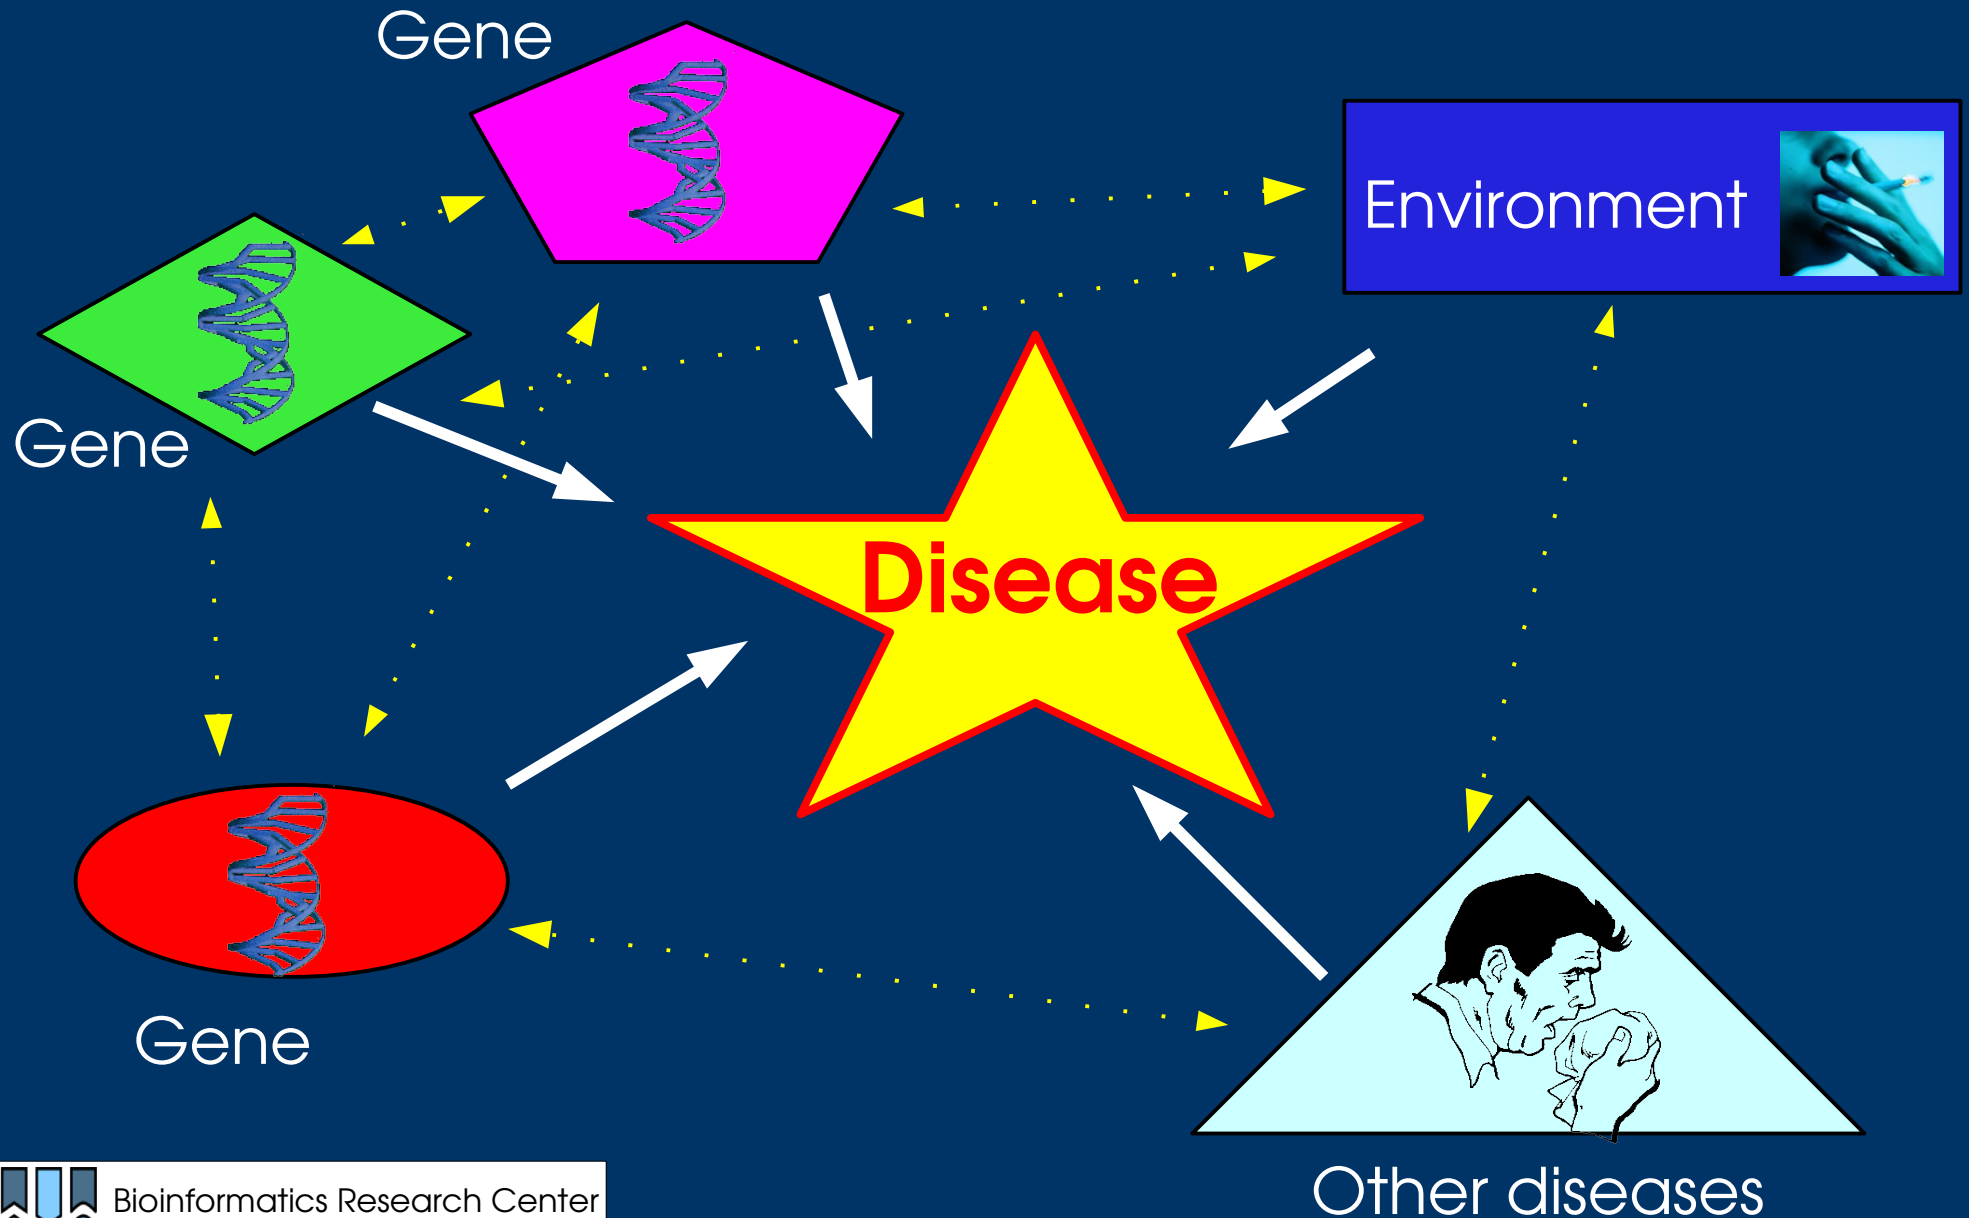 Gene
Environment
Gene
Disease
Gene
Other diseases
Bioinformatics Research Center